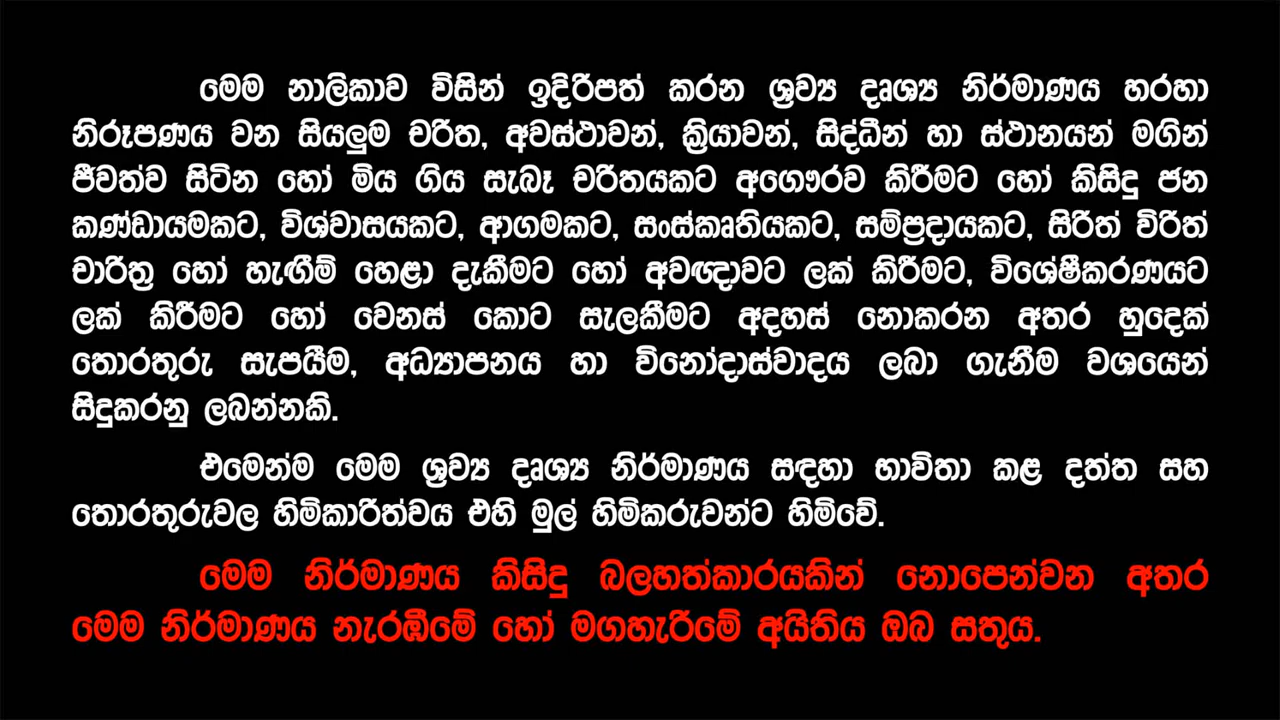 මෙම නාලිකාව විසින් ඉදිරිපත් කරන ශ්‍රව්‍ය දෘශ්‍ය නිර්මාණය හරහා
නිරූපණය වන සියලුම චරිත, අවස්ථාවන්, ක්‍රියාවන්, සිද්ධීන් හා ස්ථානයන් මගින්
ජීවත්ව සිටින හෝ මිය ගිය සැබෑ චරිතයකට අගෞරව කිරීමට හෝ කිසිදු ජන
කණ්ඩායමකට, විශ්වාසයකට, ආගමකට, සංස්කෘතියකට, සම්ප්‍රදායකට, සිරිත් විරිත්
චාරිත්‍ර හෝ හැඟීම් හෙළා දැකීමට හෝ අවඥාවට ලක් කිරීමට, විශේෂීකරණයට
ලක් කිරීමට හෝ වෙනස් කොට සැලකීමට අදහස් නොකරන අතර හුදෙක්
තොරතුරු සැපයීම, අධ්‍යාපනය හා විනෝදාස්වාදය ලබා ගැනීම වශයෙන්
සිදුකරනු ලබන්නකි.
එමෙන්ම මෙම ශ්‍රව්‍ය දෘශ්‍ය නිර්මාණය සඳහා භාවිතා කළ දත්ත සහ
තොරතුරුවල හිමිකාරිත්වය එහි මුල් හිමිකරුවන්ට හිමිවේ.
මෙම නිර්මාණය කිසිදු බලහත්කාරයකින් නොපෙන්වන අතර
මෙම නිර්මාණය නැරඹීමේ හෝ මගහැරීමේ අයිතිය ඔබ සතුය.